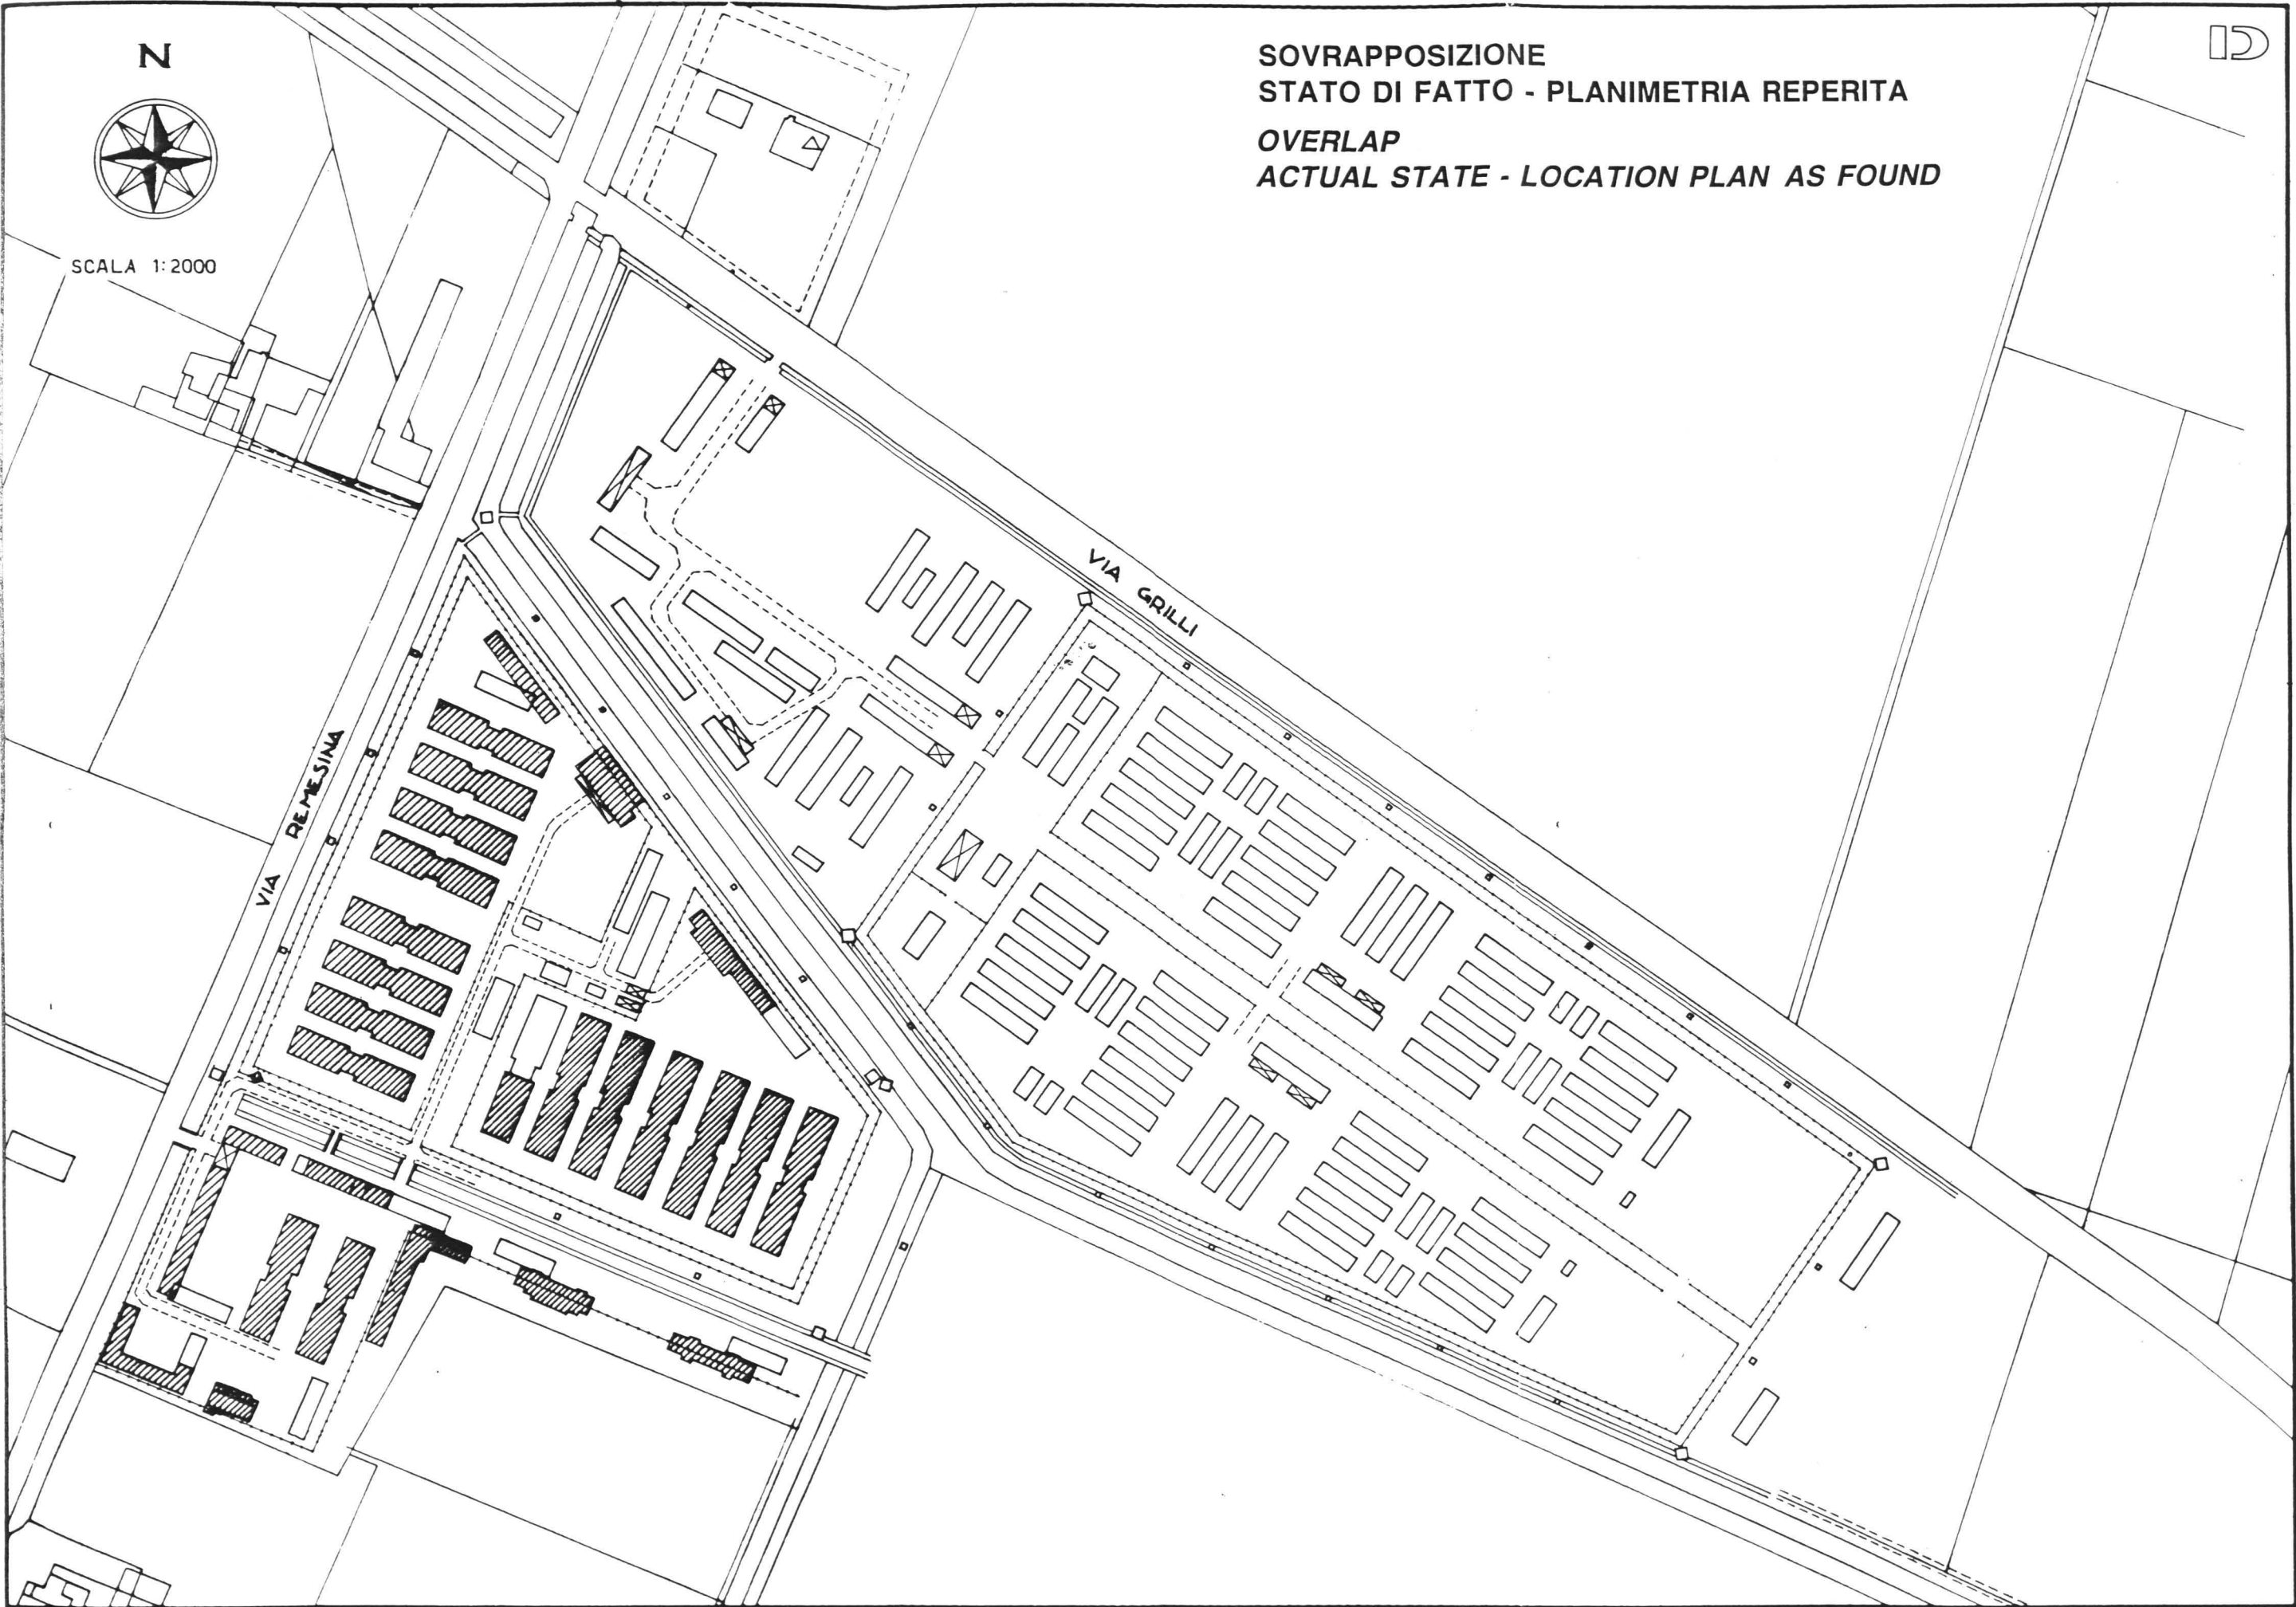 N
SCALA 1:2000
SOVRAPPOSIZIONE
STATO DI FATTO - PLANIMETRIA REPERITA
OVERLAP
ACTUAL STATE - LOCATION PLAN AS FOUND
VIA GRILLI
VIA REMESINA